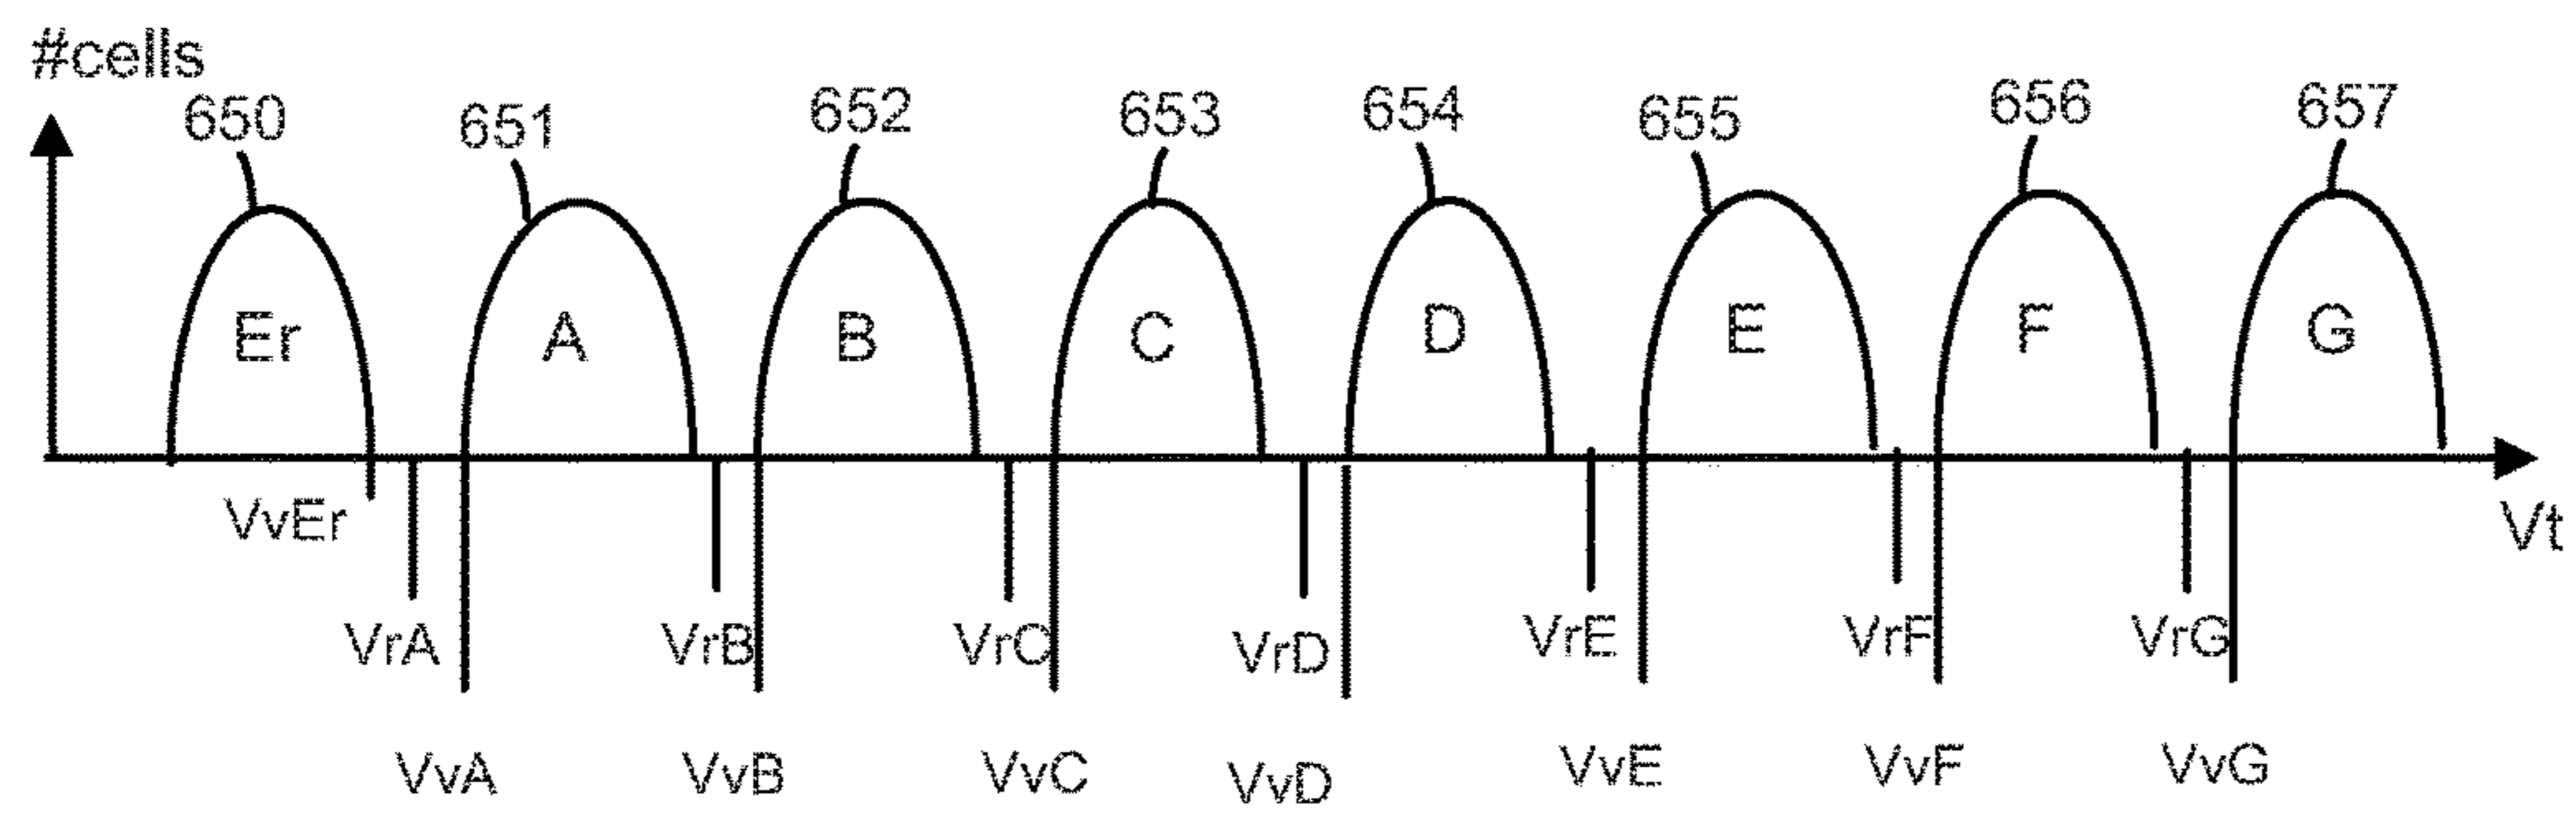 #cells
650 651 652 653 654 655 656 657
Er A B C D E F G
VvEr Vt
VrA VrB VrC VrD VrE VrF VrG
VvA VvB VvC VvD VvE VvF VvG